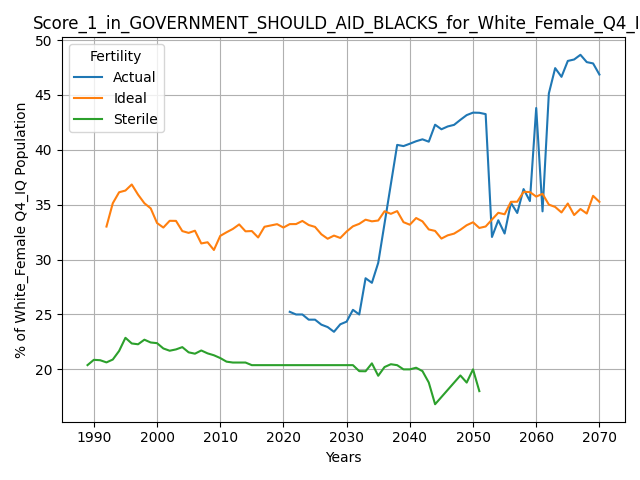 Score_1_in_GOVERNMENT_SHOULD_AID_BLACKS_for_White_Female_Q4_I
Fertility
Actual
Ideal
Sterile
% of White_Female Q4_IQ Population
50
45
40
35
30
25
20
1990 2000 2010 2020 2030 2040 2050 2060 2070
Years